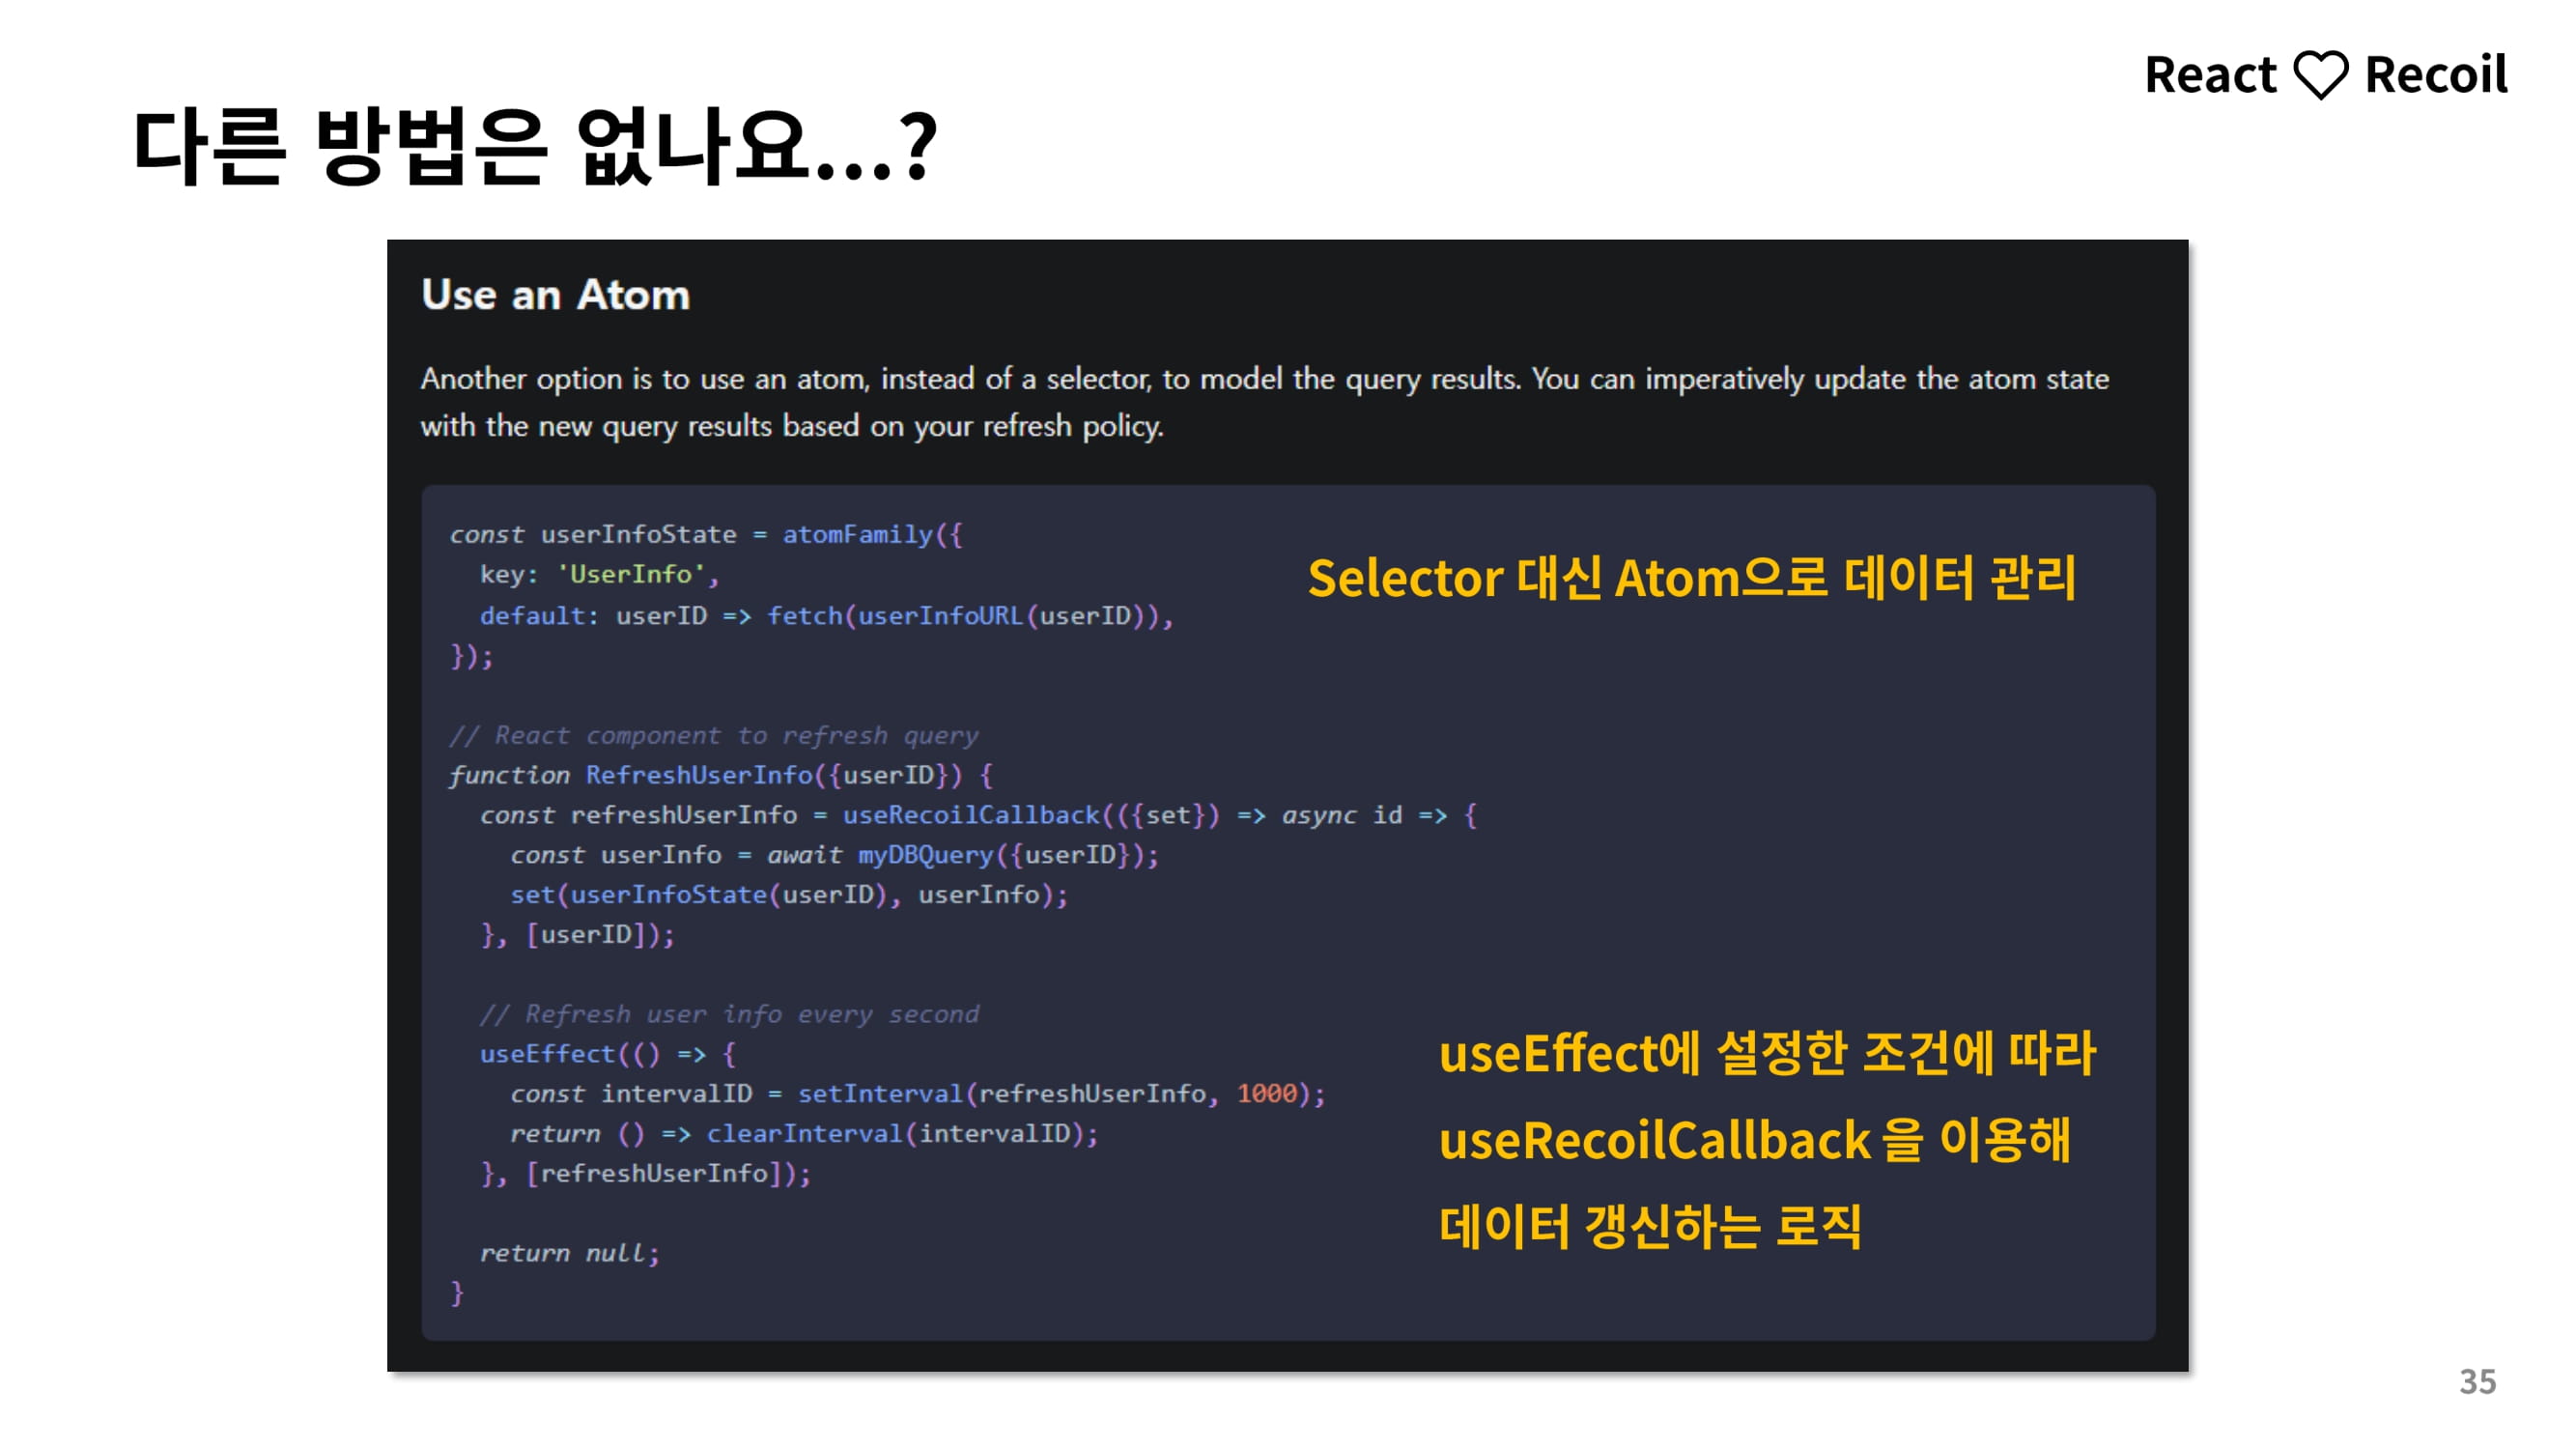 React ♡ Recoil
다른 방법은 없나요...?
Use an Atom
Another option is to use an atom, instead of a selector, to model the query results. You can imperatively update the atom state
with the new query results based on your refresh policy.
const userInfoState = atomFamily({
  key: 'UserInfo',
  default: userID => fetch(userInfoURL(userID)),
});
Selector 대신 Atom으로 데이터 관리
// React component to refresh query
function RefreshUserInfo({userID}) {
  const refreshUserInfo = useRecoilCallback(({set}) => async id => {
    const userInfo = await myDBQuery({userID});
    set(userInfoState(userID), userInfo);
  }, [userID]);
  // Refresh user info every second
  useEffect(() => {
    const intervalID = setInterval(refreshUserInfo, 1000);
    return () => clearInterval(intervalID);
  }, [refreshUserInfo]);
  return null;
}
useEffect에 설정한 조건에 따라
useRecoilCallback 을 이용해
데이터 갱신하는 로직
35